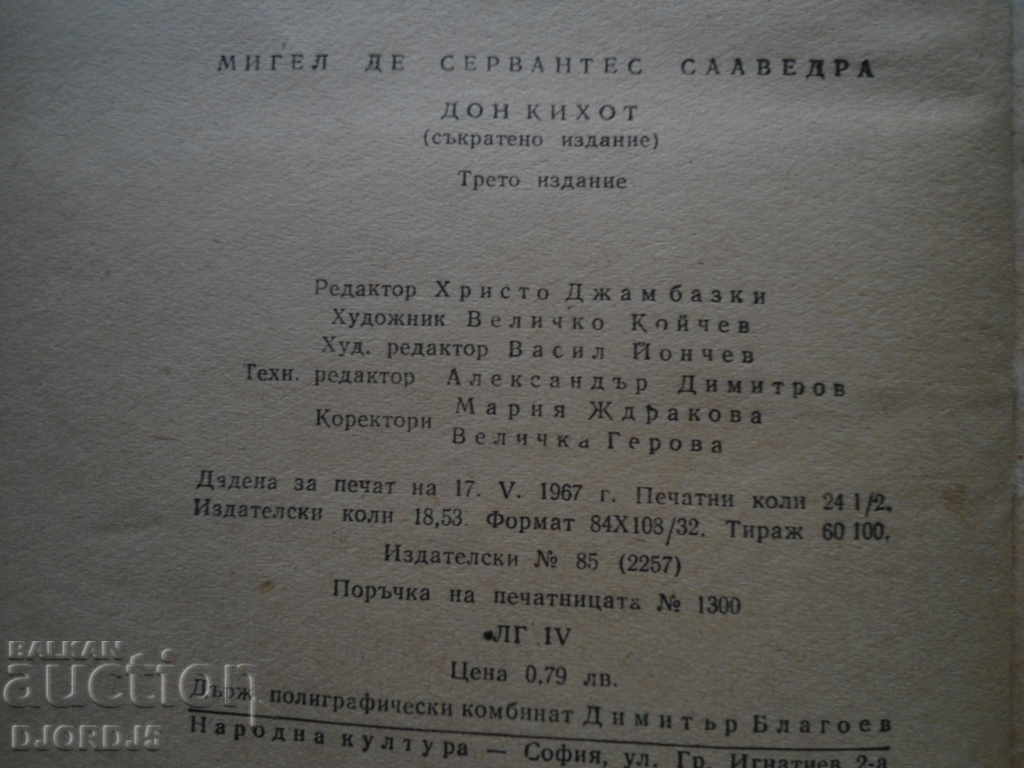 МИГЕЛ ДЕ СЕРВАНТЕС СААВЕДРА
ДОН КИХОТ
(съкратено издание)
Трето издание
Редактор Христо Джамбазки
Художник Величко Койчев
Худ. редактор Васил Йончев
Техн. редактор Александър Димитров
Коректори Мария Ждракова
Величка Герова
Дадена за печат на 17. V. 1967 г. Печатни коли 24 1/2.
Издателски коли 18,53. Формат 84X108/32. Тираж 60 100.
Издателски № 85 (2257)
Поръчка на печатницата № 1300
ЛГ IV
Цена 0,79 лв.
Държ. полиграфически комбинат Димитър Благоев
Народна култура — София, ул. Гр. Игнатиев 2-а
BALKAN
auction
DJORDJ5